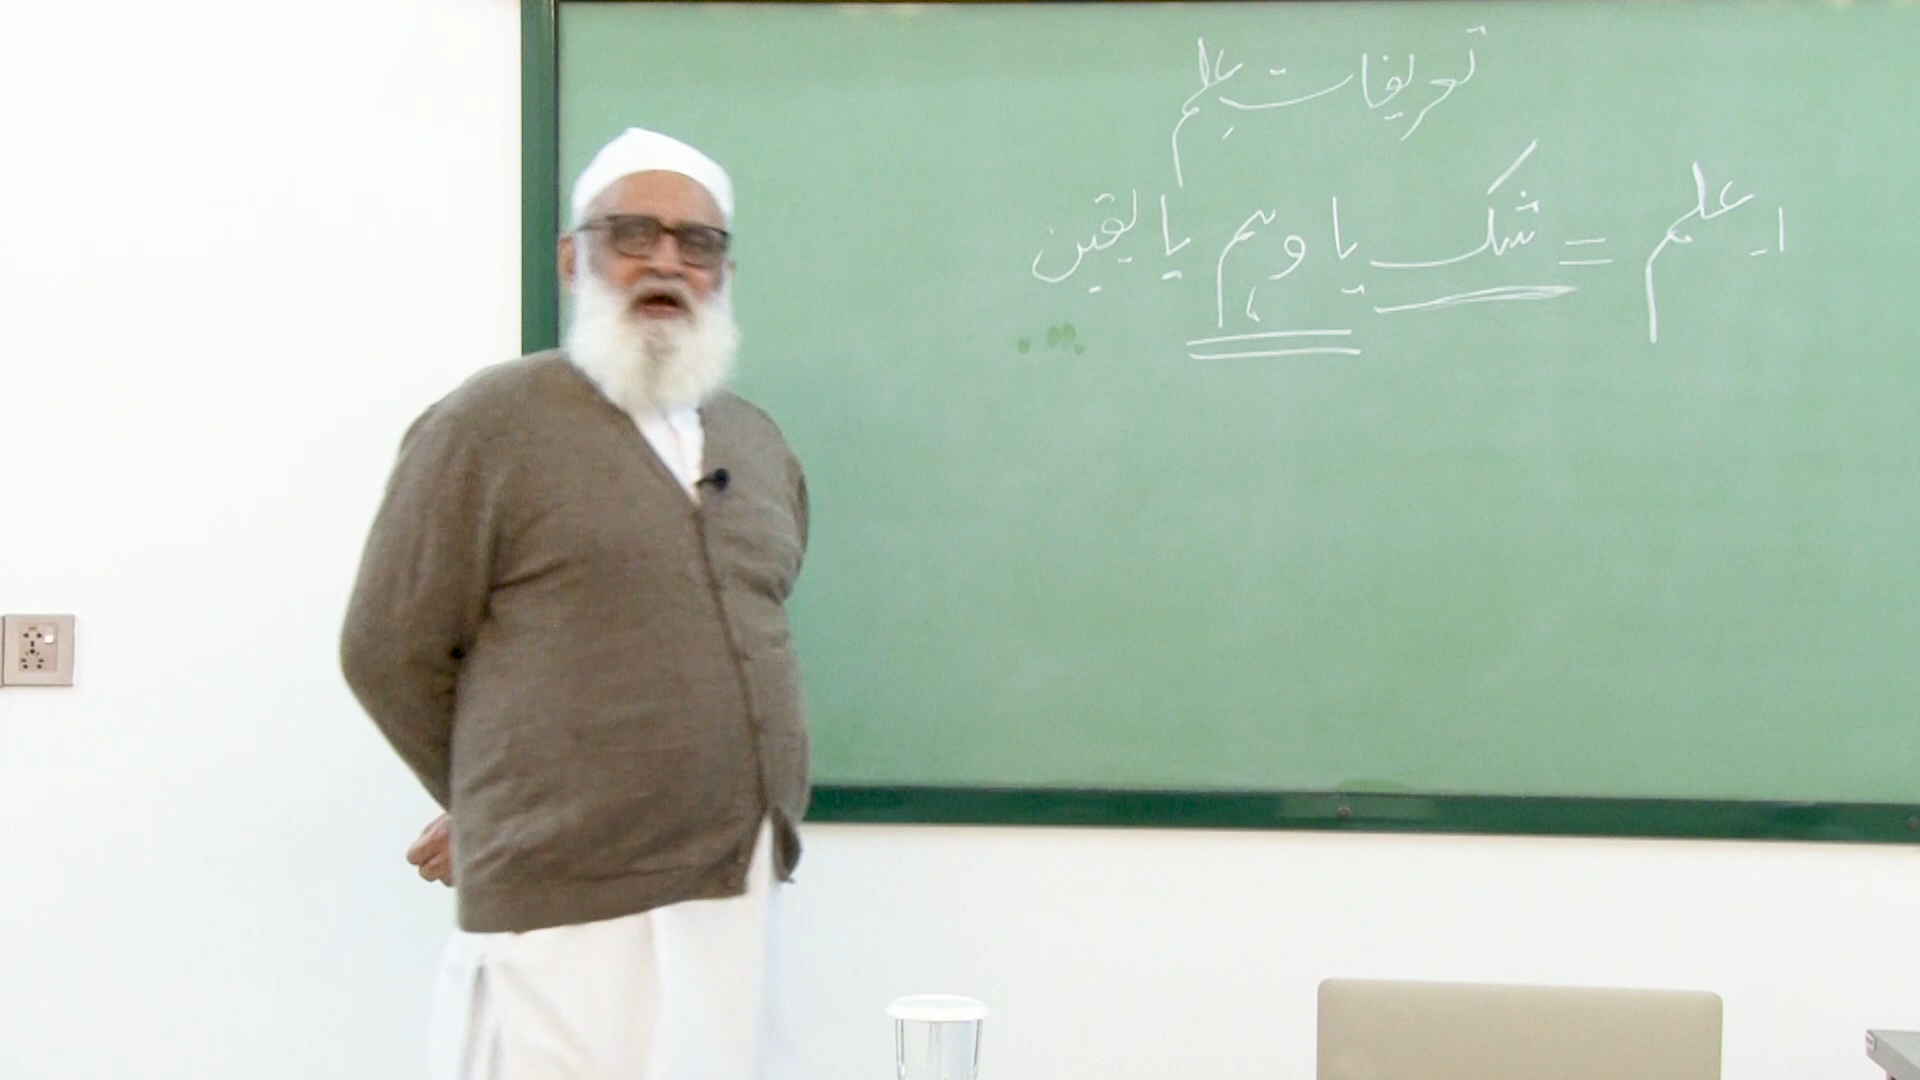 تعریفاتِ علم
۱۔ علم = شک یا وہم یا یقین